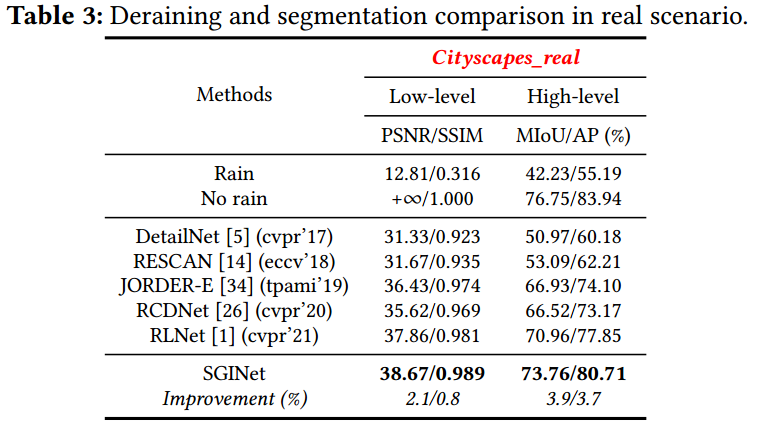 Table 3: Deraining and segmentation comparison in real scenario.
Cityscapes_real
Methods Low-level High-level
PSNR/SSIM MIoU/AP (%)
Rain 12.81/0.316 42.23/55.19
No rain +∞/1.000 76.75/83.94
DetailNet [5] (cvpr'17) 31.33/0.923 50.97/60.18
RESCAN [14] (eccv'18) 31.67/0.935 53.09/62.21
JORDER-E [34] (tpami'19) 36.43/0.974 66.93/74.10
RCDNet [26] (cvpr'20) 35.62/0.969 66.52/73.17
RLNet [1] (cvpr'21) 37.86/0.981 70.96/77.85
SGINet 38.67/0.989 73.76/80.71
Improvement (%) 2.1/0.8 3.9/3.7